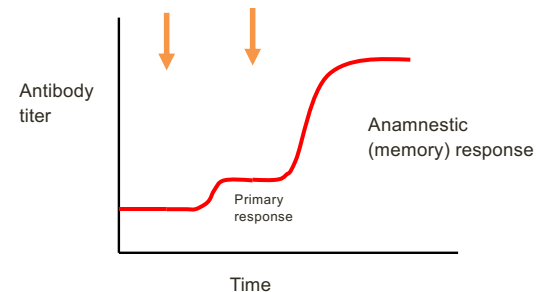 Antibody
titer
Anamnestic
(memory) response
Primary
response
Time